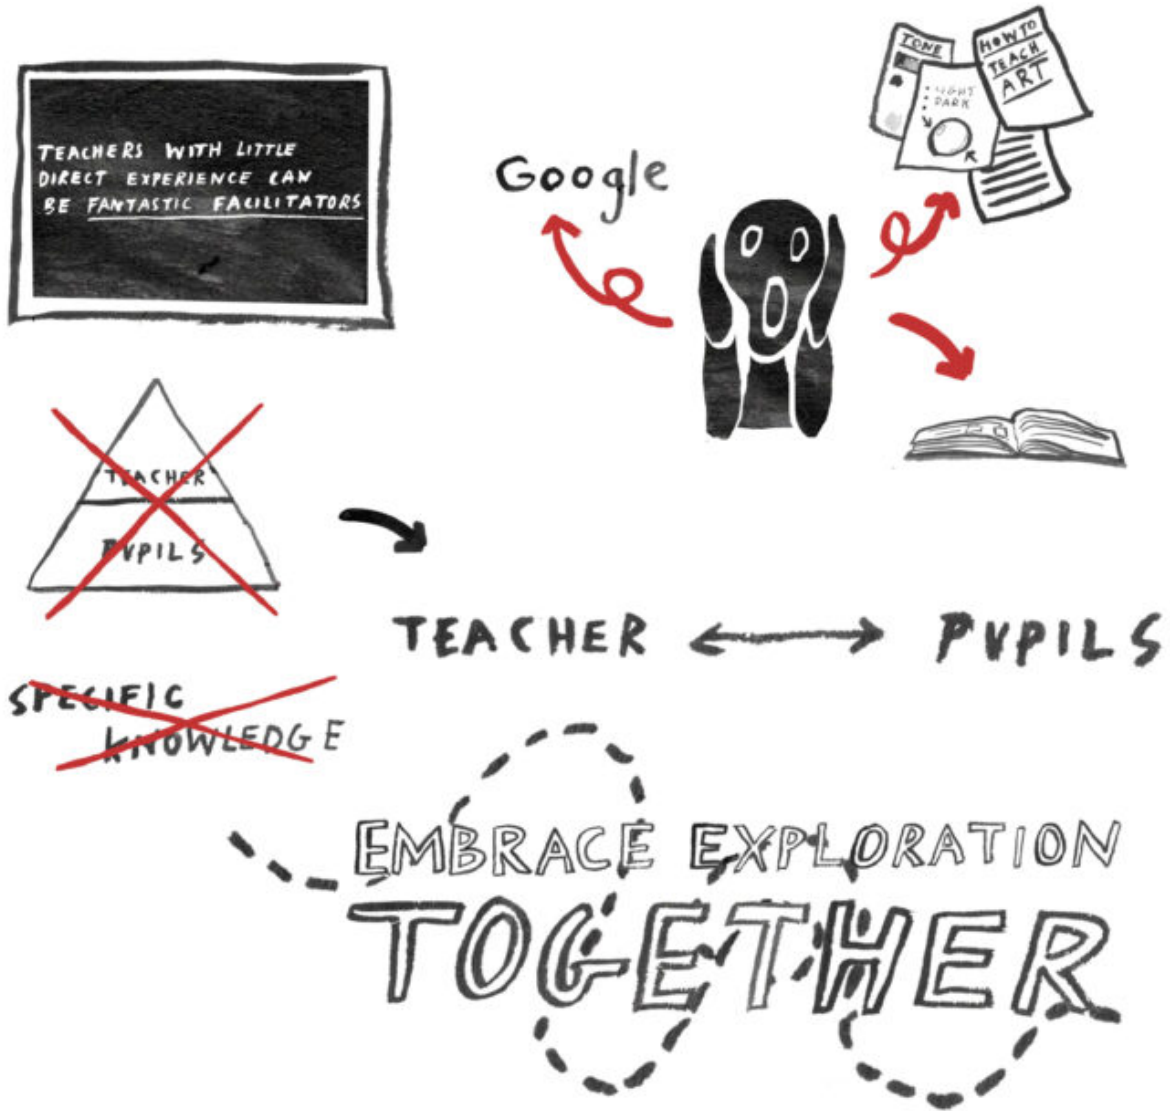 TEACHERS WITH LITTLE
DIRECT EXPERIENCE CAN
BE FANTASTIC FACILITATORS
Google
TONE
LIGHT
DARK
HOW TO
TEACH
ART
TEACHER
PUPILS
TEACHER
PUPILS
SPECIFIC
KNOWLEDGE
EMBRACE EXPLORATION
TOGETHER